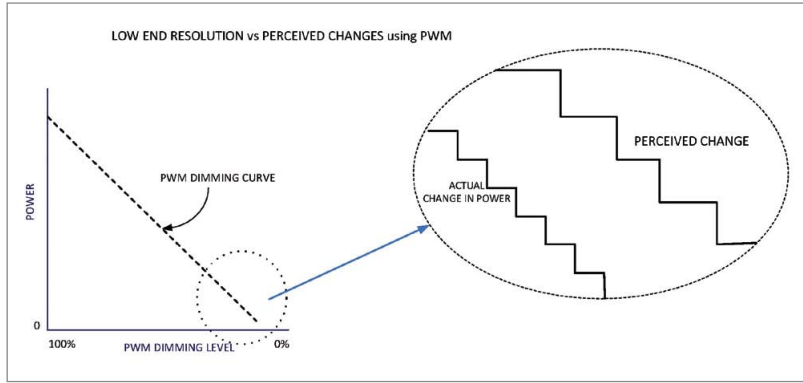 LOW END RESOLUTION vs PERCEIVED CHANGES using PWM
PERCEIVED CHANGE
PWM DIMMING CURVE
ACTUAL
CHANGE IN POWER
POWER
0
100%
PWM DIMMING LEVEL
0%